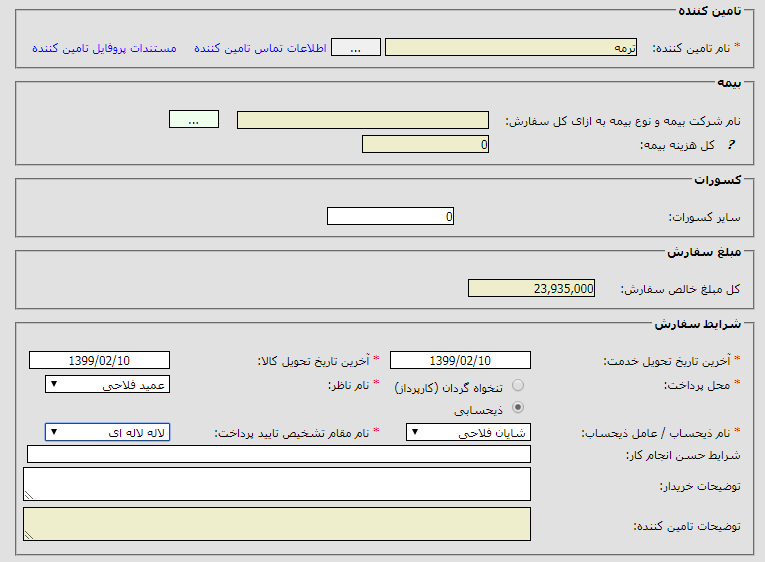 تامین کننده
* نام تامین کننده: ترمه ... اطلاعات تماس تامین کننده مستندات پروفایل تامین کننده
بیمه
نام شرکت بیمه و نوع بیمه به ازای کل سفارش: ...
? کل هزینه بیمه: 0
کسورات
سایر کسورات: 0
مبلغ سفارش
کل مبلغ خالص سفارش: 23,935,000
شرایط سفارش
* آخرین تاریخ تحویل خدمت: 1399/02/10 * آخرین تاریخ تحویل کالا: 1399/02/10
* محل پرداخت: تنخواه گردان (کارپرداز) * نام ناظر: عمید فلاحی
ذیحسابی
* نام ذیحساب / عامل ذیحساب: شایان فلاحی * نام مقام تشخیص تایید پرداخت: لاله لاله ای
شرایط حسن انجام کار:
توضیحات خریدار:
توضیحات تامین کننده: